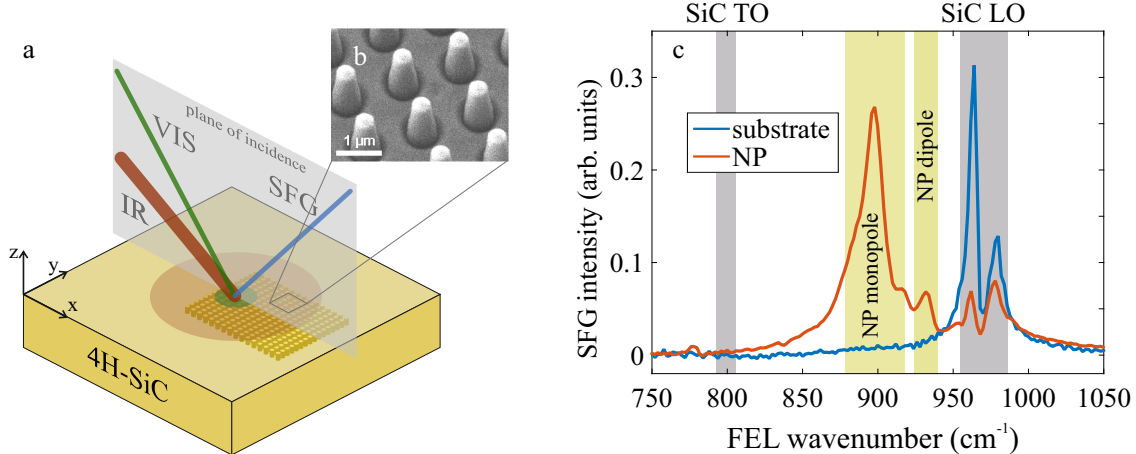 a
b
1 µm
plane of incidence
VIS
SFG
IR
z
y
x
4H-SiC
SiC TO
SiC LO
c
0.3
0.2
0.1
0
SFG intensity (arb. units)
substrate
NP
NP monopole
NP dipole
750
800
850
900
950
1000
1050
FEL wavenumber (cm⁻¹)